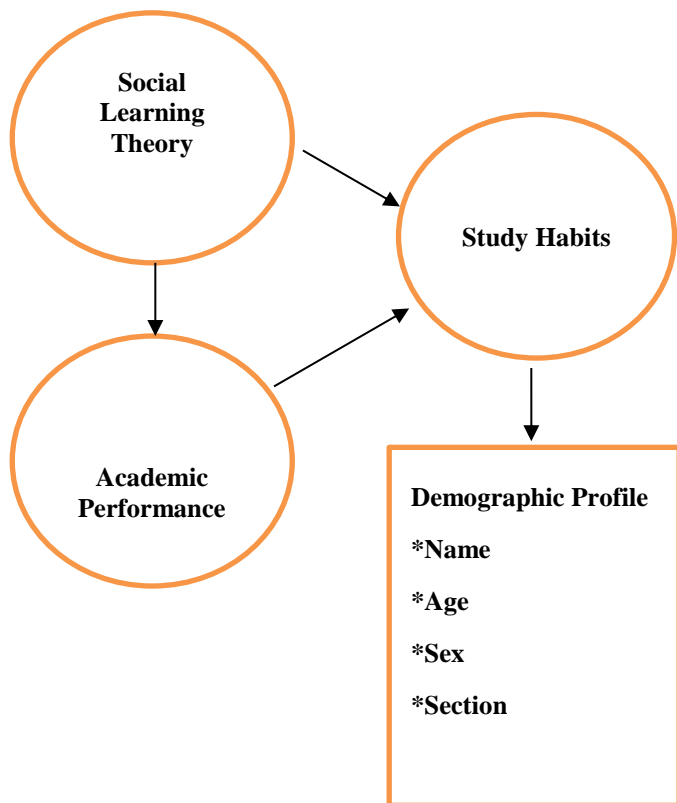 Social
Learning
Theory
Study Habits
Academic
Performance
Demographic Profile
*Name
*Age
*Sex
*Section